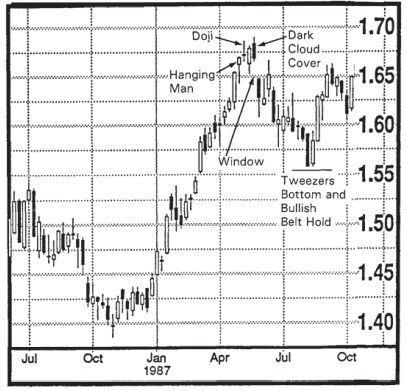 1.70
Doji
Dark
Cloud
Cover
Hanging
Man
1.65
1.60
Window
1.55
Tweezers
Bottom and
Bullish
Belt Hold
1.50
1.45
1.40
Jul Oct Jan Apr Jul Oct
1987